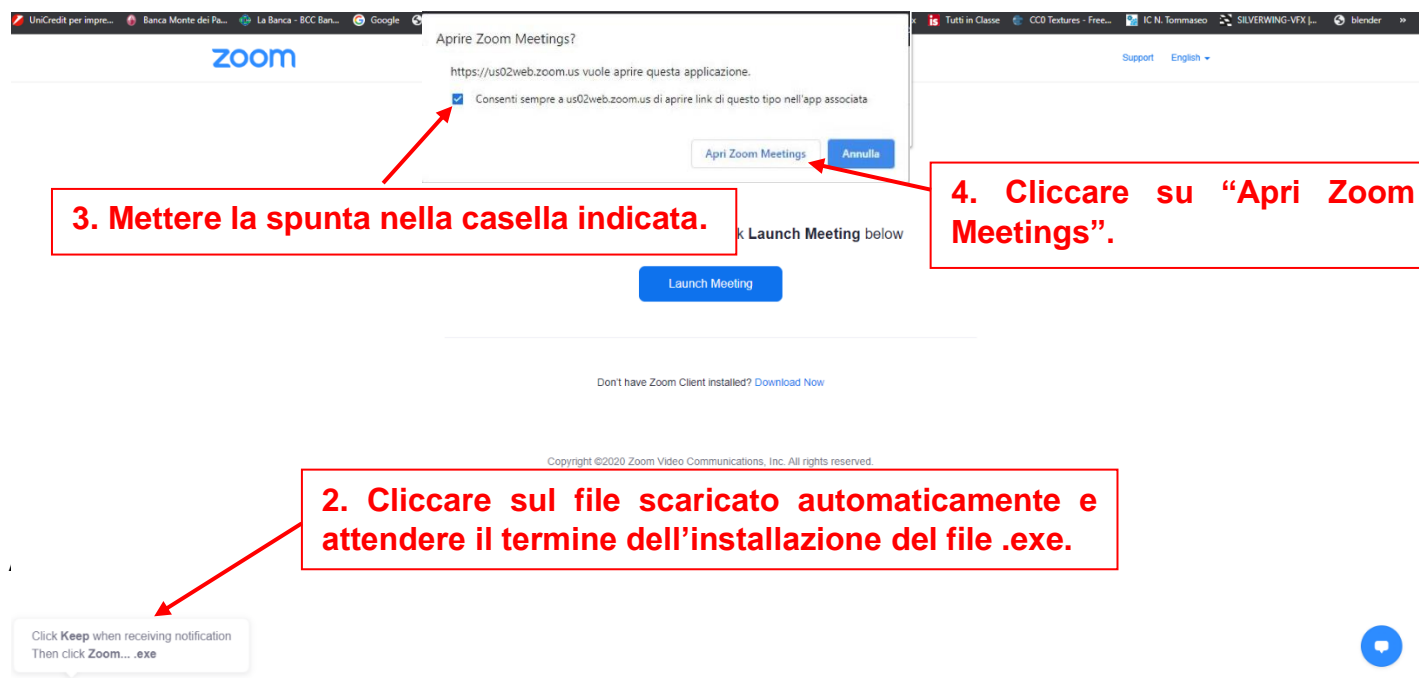 UniCredit per impre... Banca Monte dei Pa... La Banca - BCC Ban... Google
Tutti in Classe CC0 Textures - Free... IC N. Tommaseo SILVERWING-VFX |... blender »
Aprire Zoom Meetings?
zoom
Support English
https://us02web.zoom.us vuole aprire questa applicazione.
Consenti sempre a us02web.zoom.us di aprire link di questo tipo nell'app associata
Apri Zoom Meetings Annulla
3. Mettere la spunta nella casella indicata.
4. Cliccare su “Apri Zoom
Meetings”.
k Launch Meeting below
Launch Meeting
Don't have Zoom Client installed? Download Now
Copyright ©2020 Zoom Video Communications, Inc. All rights reserved.
2. Cliccare sul file scaricato automaticamente e
attendere il termine dell’installazione del file .exe.
Click Keep when receiving notification
Then click Zoom... .exe